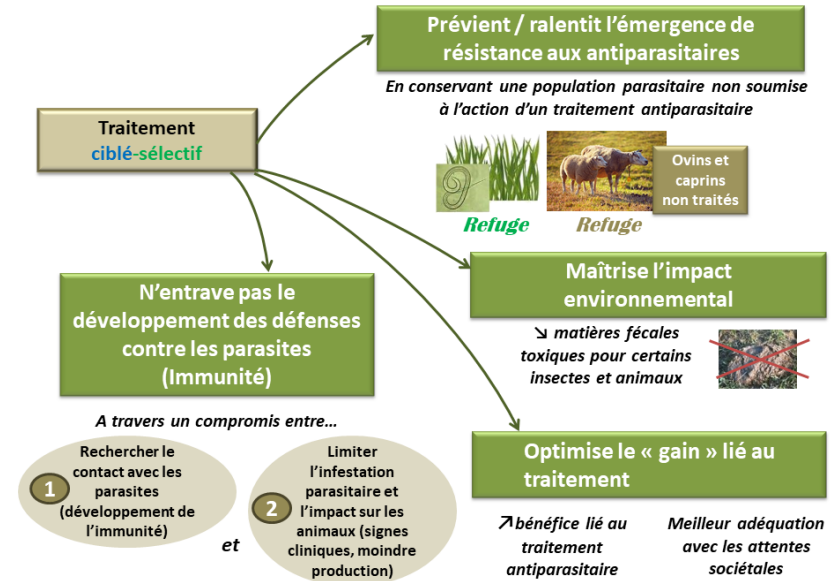 Prévient / ralentit l'émergence de
résistance aux antiparasitaires
En conservant une population parasitaire non soumise
à l'action d'un traitement antiparasitaire
Traitement
ciblé-sélectif
Ovins et
caprins
non traités
Refuge
Refuge
Maîtrise l'impact
environnemental
↘ matières fécales
toxiques pour certains
insectes et animaux
N'entrave pas le
développement des défenses
contre les parasites
(Immunité)
A travers un compromis entre…
1
Rechercher le
contact avec les
parasites
(développement de
l'immunité)
et
2
Limiter
l'infestation
parasitaire et
l'impact sur les
animaux (signes
cliniques, moindre
production)
Optimise le « gain » lié au
traitement
↗bénéfice lié au
traitement
antiparasitaire
Meilleur adéquation
avec les attentes
sociétales